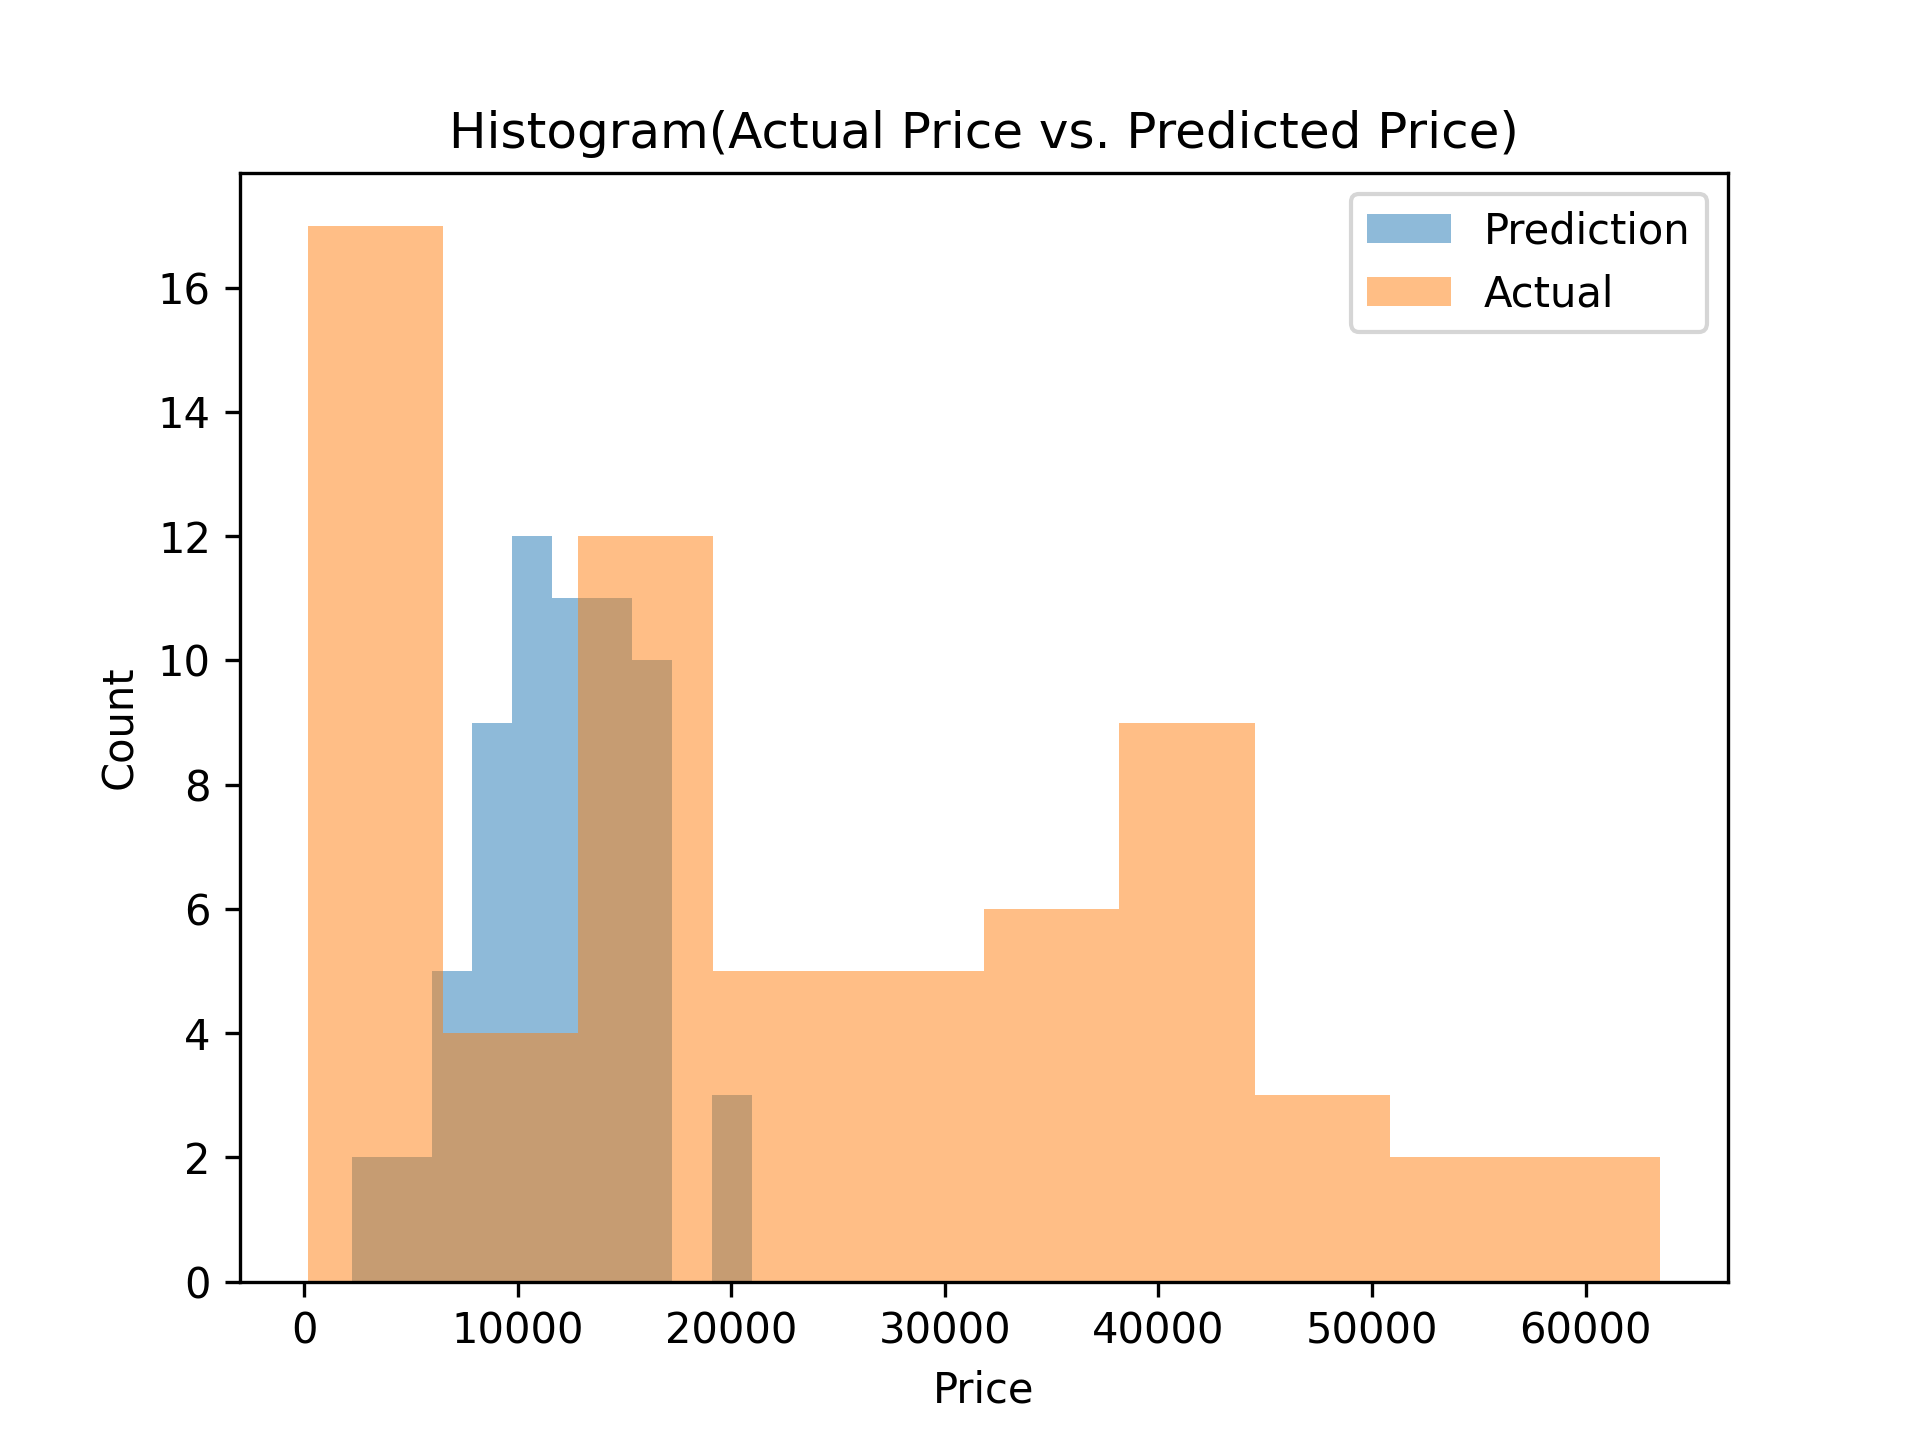 Histogram(Actual Price vs. Predicted Price)
Prediction
Actual
16
14
12
10
8
6
4
2
0
Count
0 10000 20000 30000 40000 50000 60000
Price